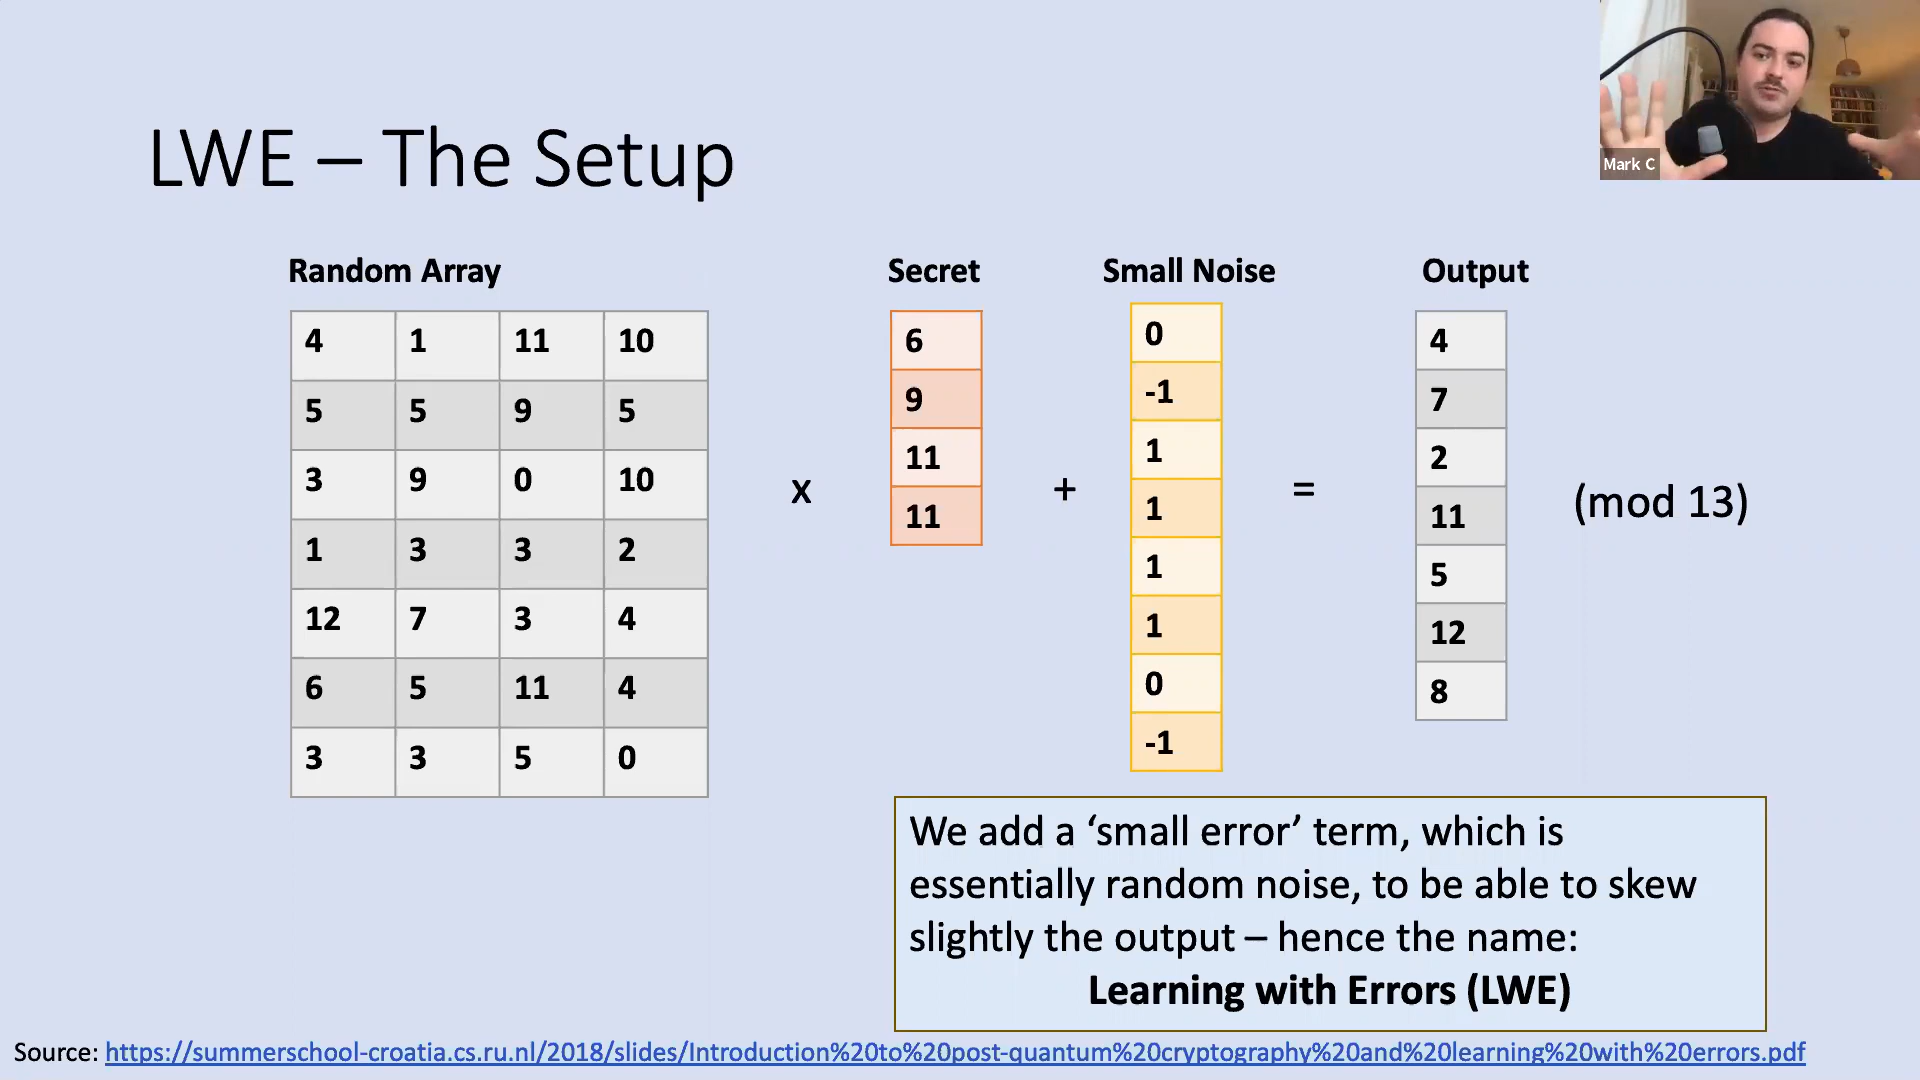 Mark C
LWE – The Setup
Random Array
Secret
Small Noise
Output
4 1 11 10
5 5 9 5
3 9 0 10
1 3 3 2
12 7 3 4
6 5 11 4
3 3 5 0
x
6
9
11
11
+
0
-1
1
1
1
1
0
-1
=
4
7
2
11
5
12
8
(mod 13)
We add a ‘small error’ term, which is
essentially random noise, to be able to skew
slightly the output – hence the name:
Learning with Errors (LWE)
Source: https://summerschool-croatia.cs.ru.nl/2018/slides/Introduction%20to%20post-quantum%20cryptography%20and%20learning%20with%20errors.pdf